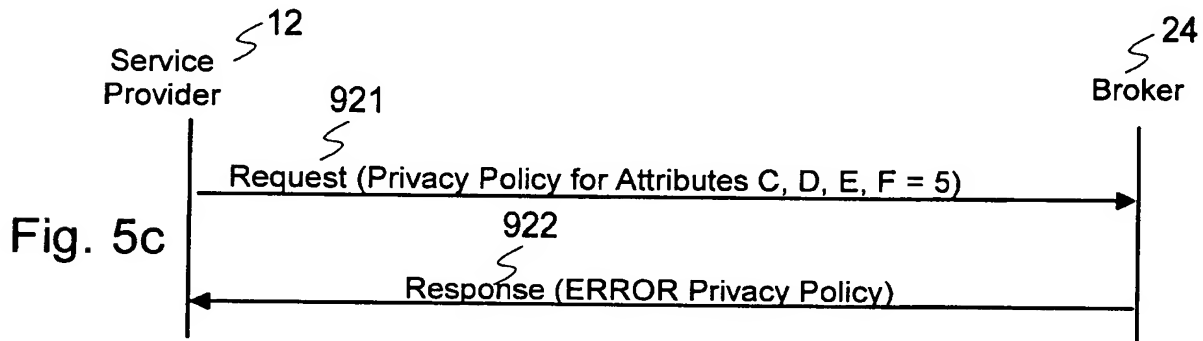 12
24
Service
Provider
Broker
921
Request (Privacy Policy for Attributes C, D, E, F = 5)
Fig. 5c
922
Response (ERROR Privacy Policy)